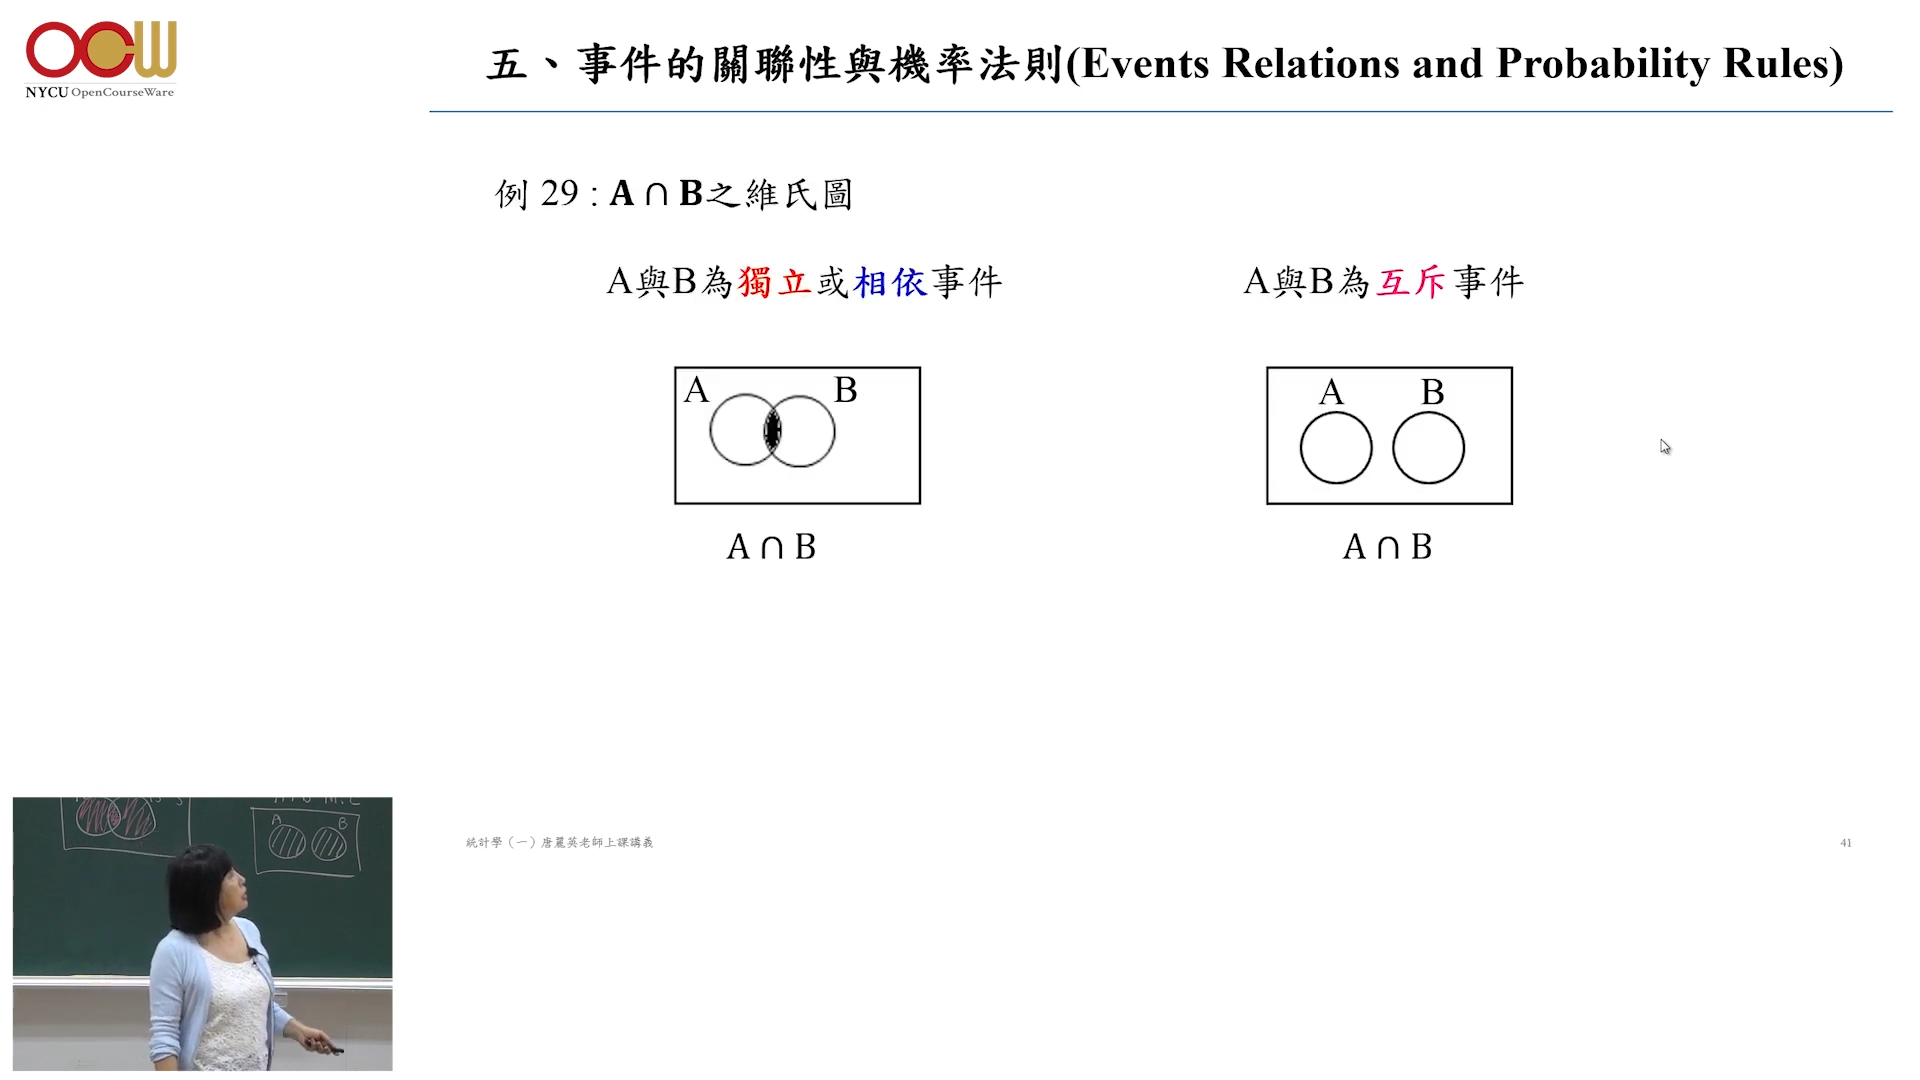 OCW
NYCU OpenCourseWare
五、事件的關聯性與機率法則(Events Relations and Probability Rules)
例 29 : A ∩ B之維氏圖
A與B為獨立或相依事件
A與B為互斥事件
A B
A B
A ∩ B
A ∩ B
A B
統計學（一）唐麗英老師上課講義
41